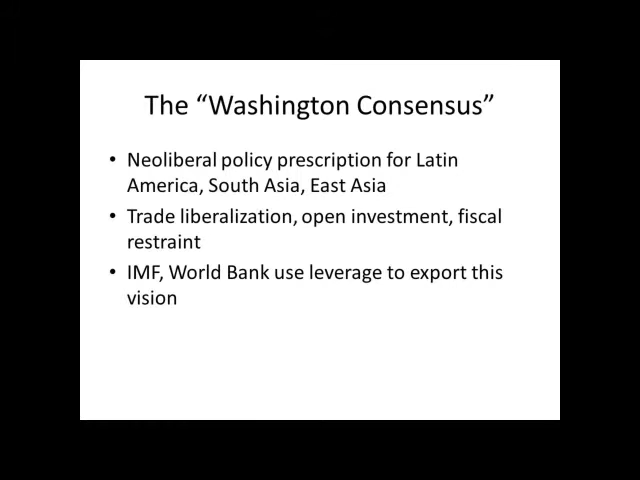 The “Washington Consensus”
• Neoliberal policy prescription for Latin
America, South Asia, East Asia
• Trade liberalization, open investment, fiscal
restraint
• IMF, World Bank use leverage to export this
vision